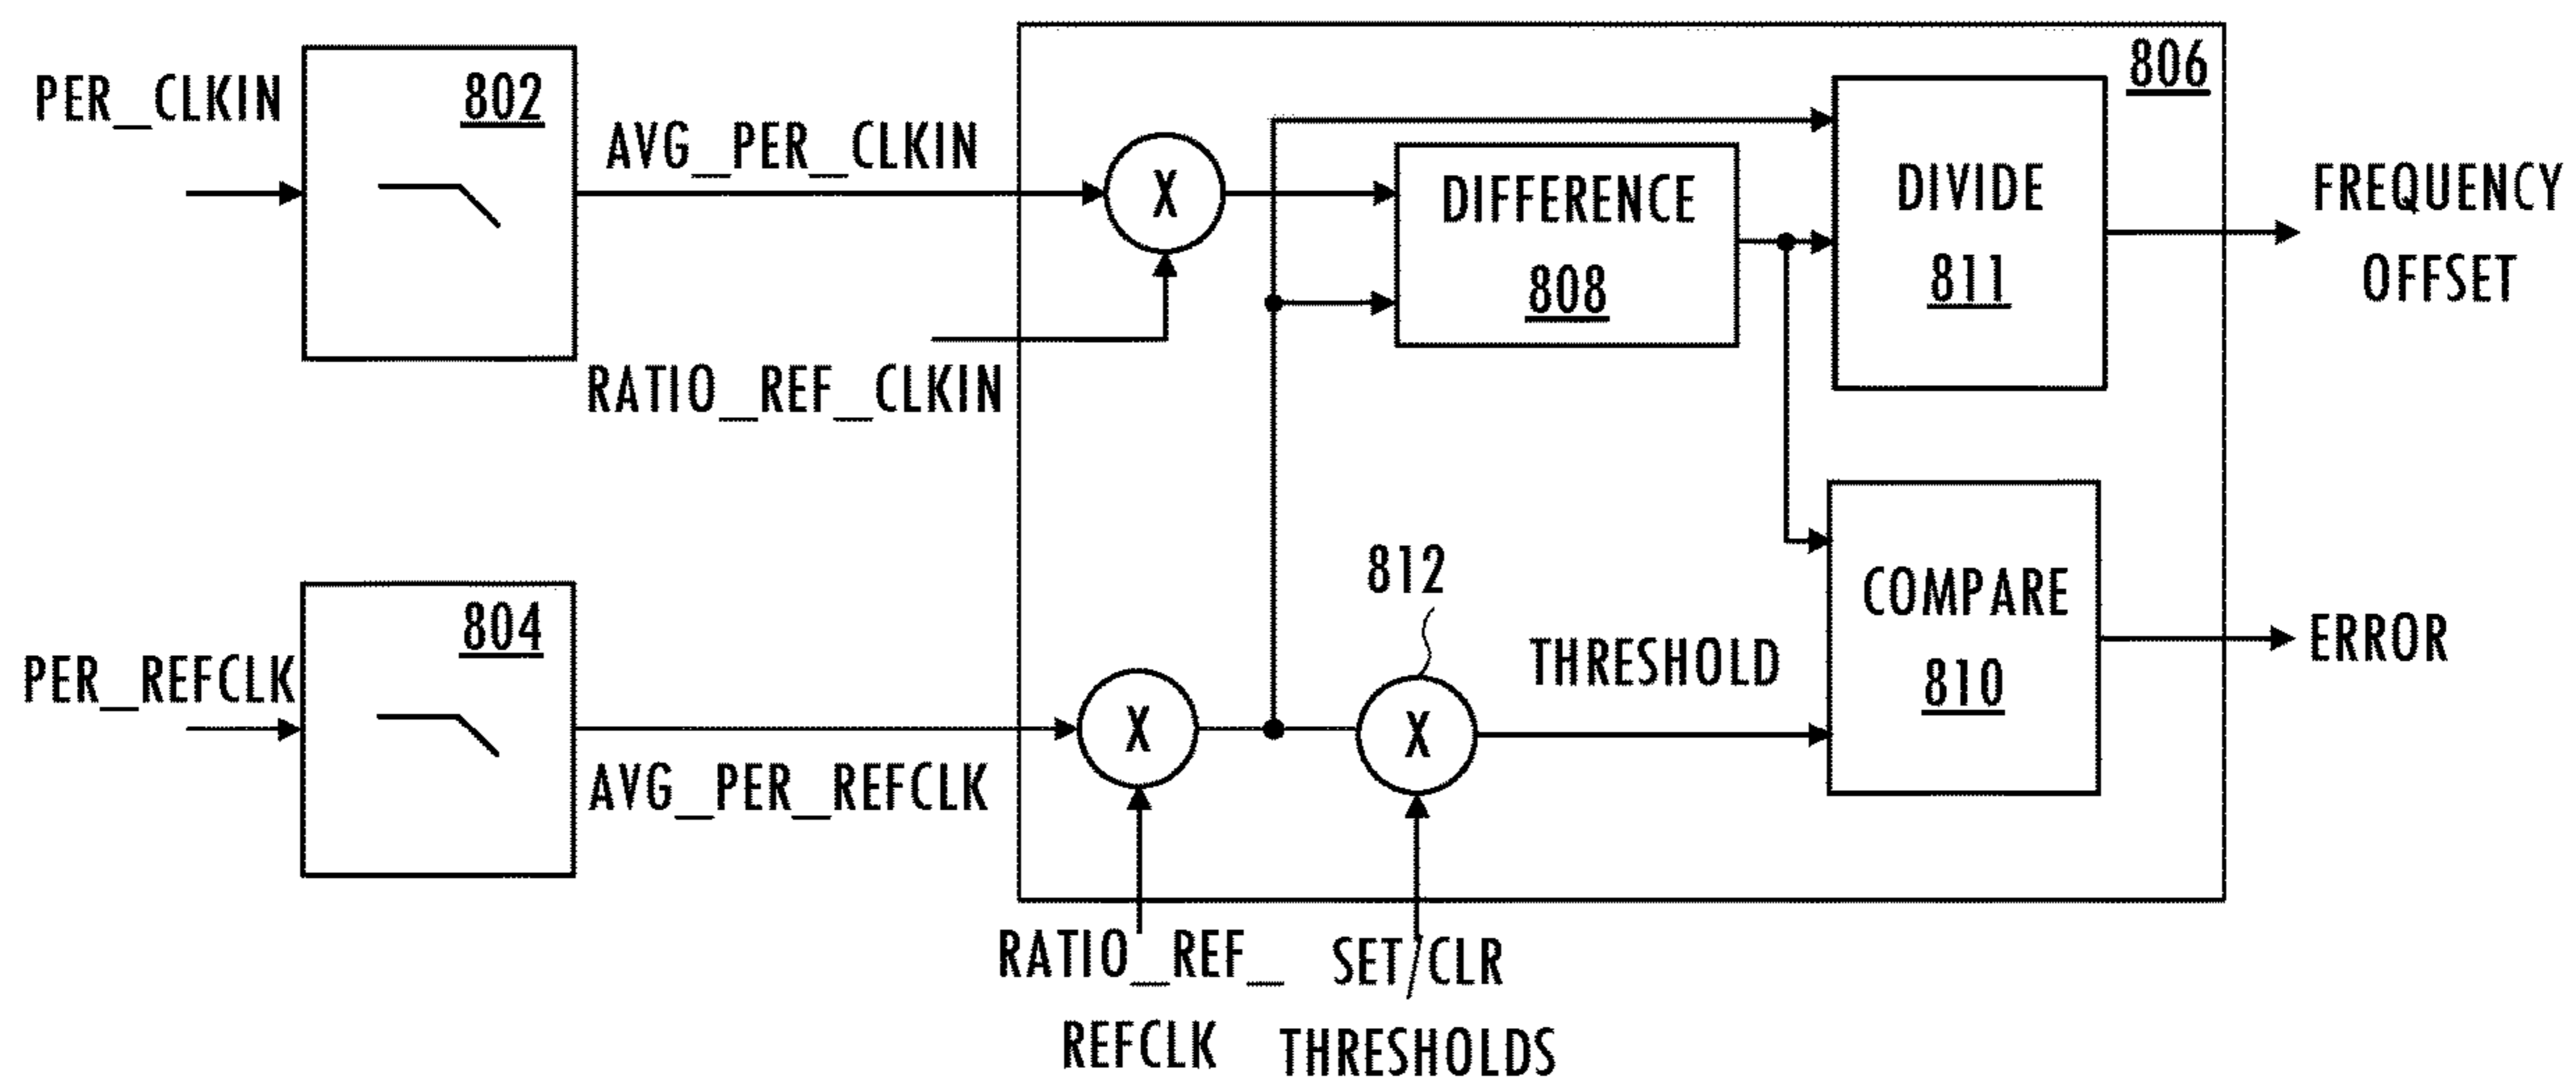 806
PER_CLKIN
802
AVG_PER_CLKIN
X
DIFFERENCE
808
DIVIDE
811
FREQUENCY
OFFSET
RATIO_REF_CLKIN
PER_REFCLK
804
AVG_PER_REFCLK
X
812
X
THRESHOLD
COMPARE
810
ERROR
RATIO_REF_
REFCLK
SET/CLR
THRESHOLDS